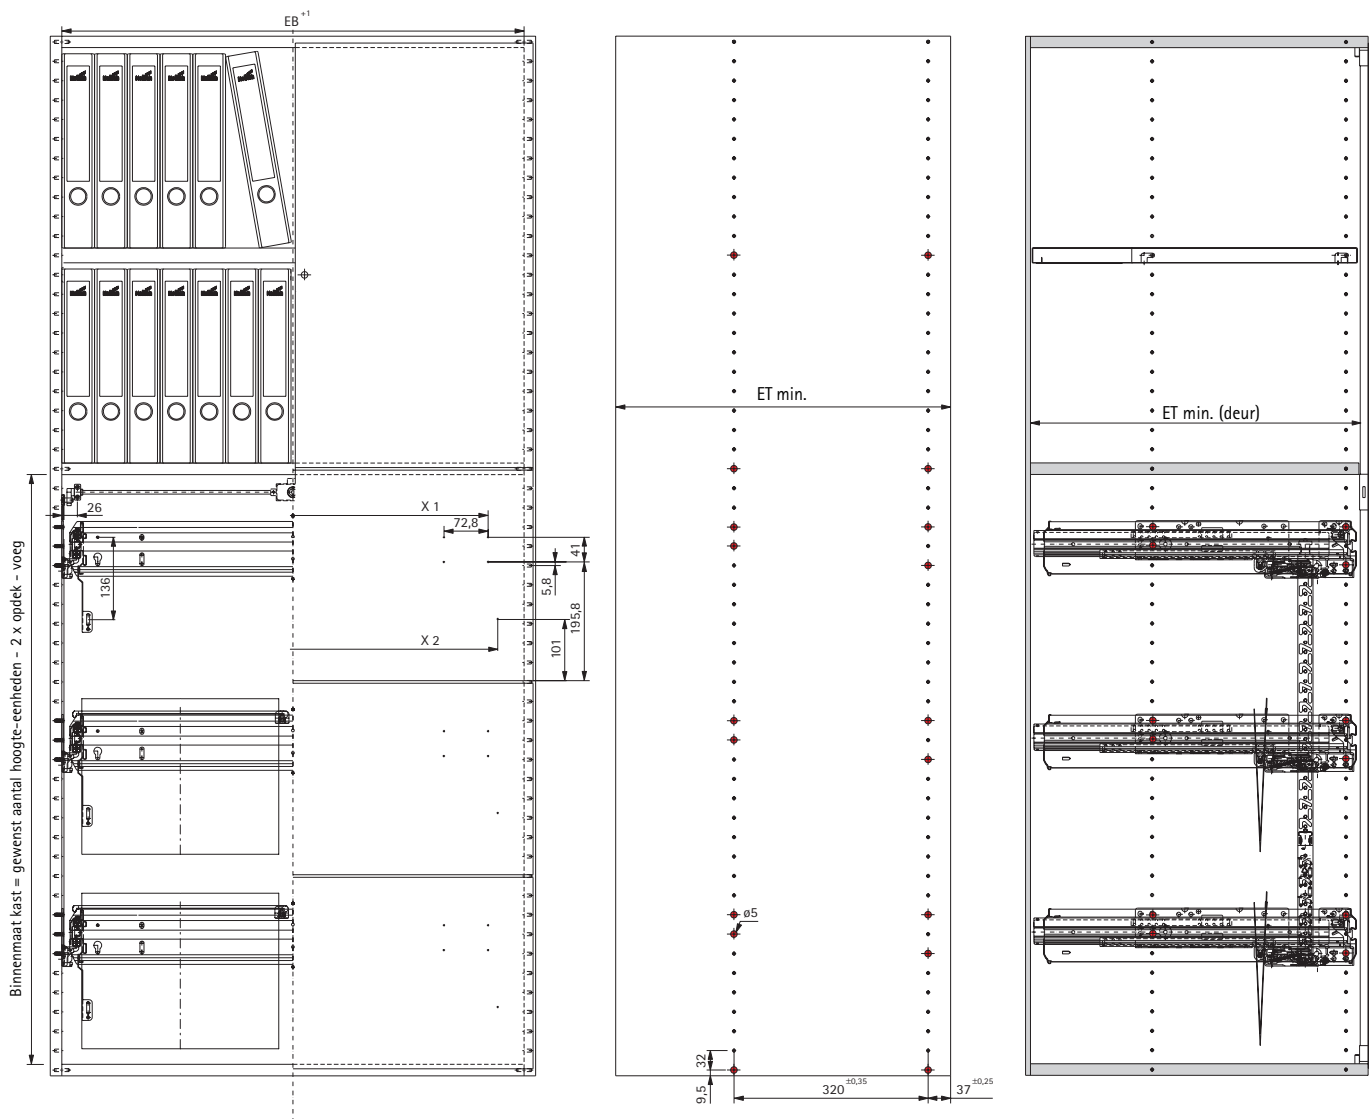 EB +1
ET min.
ET min. (deur)
26
X 1
72,8
41
5,8
136
195,8
X 2
101
Binnenmaat kast = gewenst aantal hoogte-eenheden - 2 x opdek - voeg
ø5
32
9,5
320 ±0,35
37 ±0,25